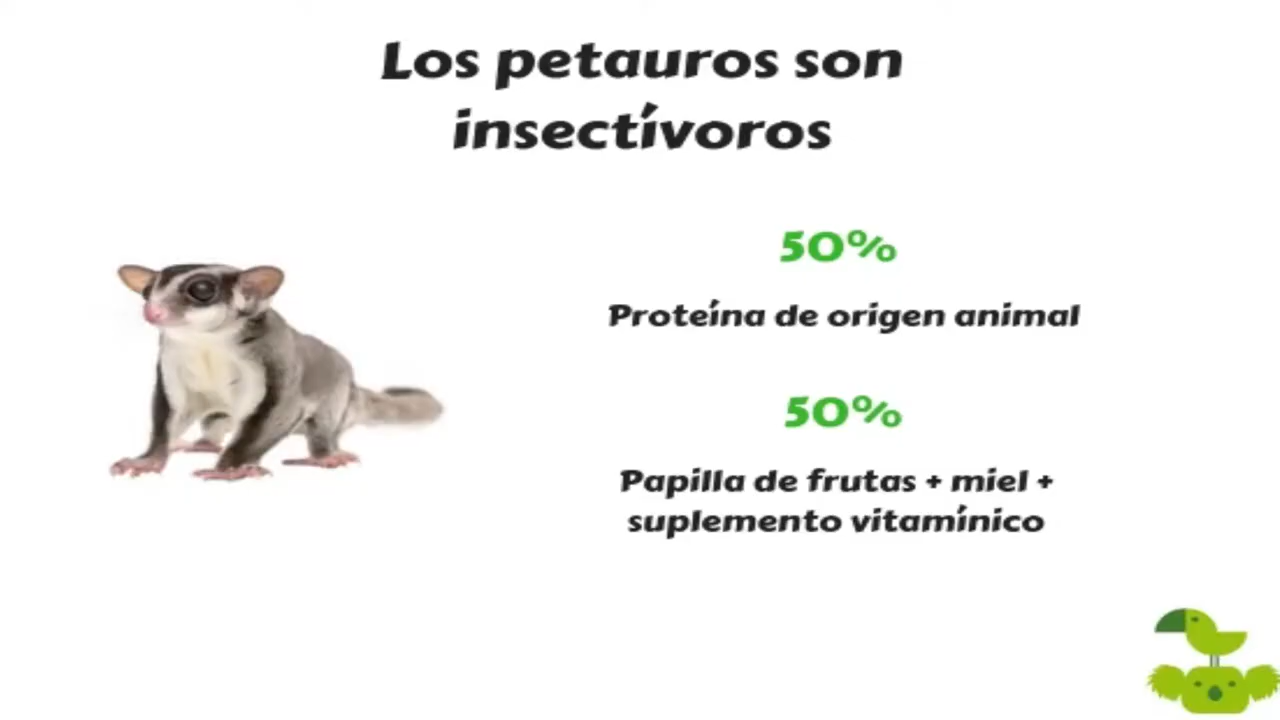 Los petauros son
insectívoros
50%
Proteína de origen animal
50%
Papilla de frutas + miel +
suplemento vitamínico